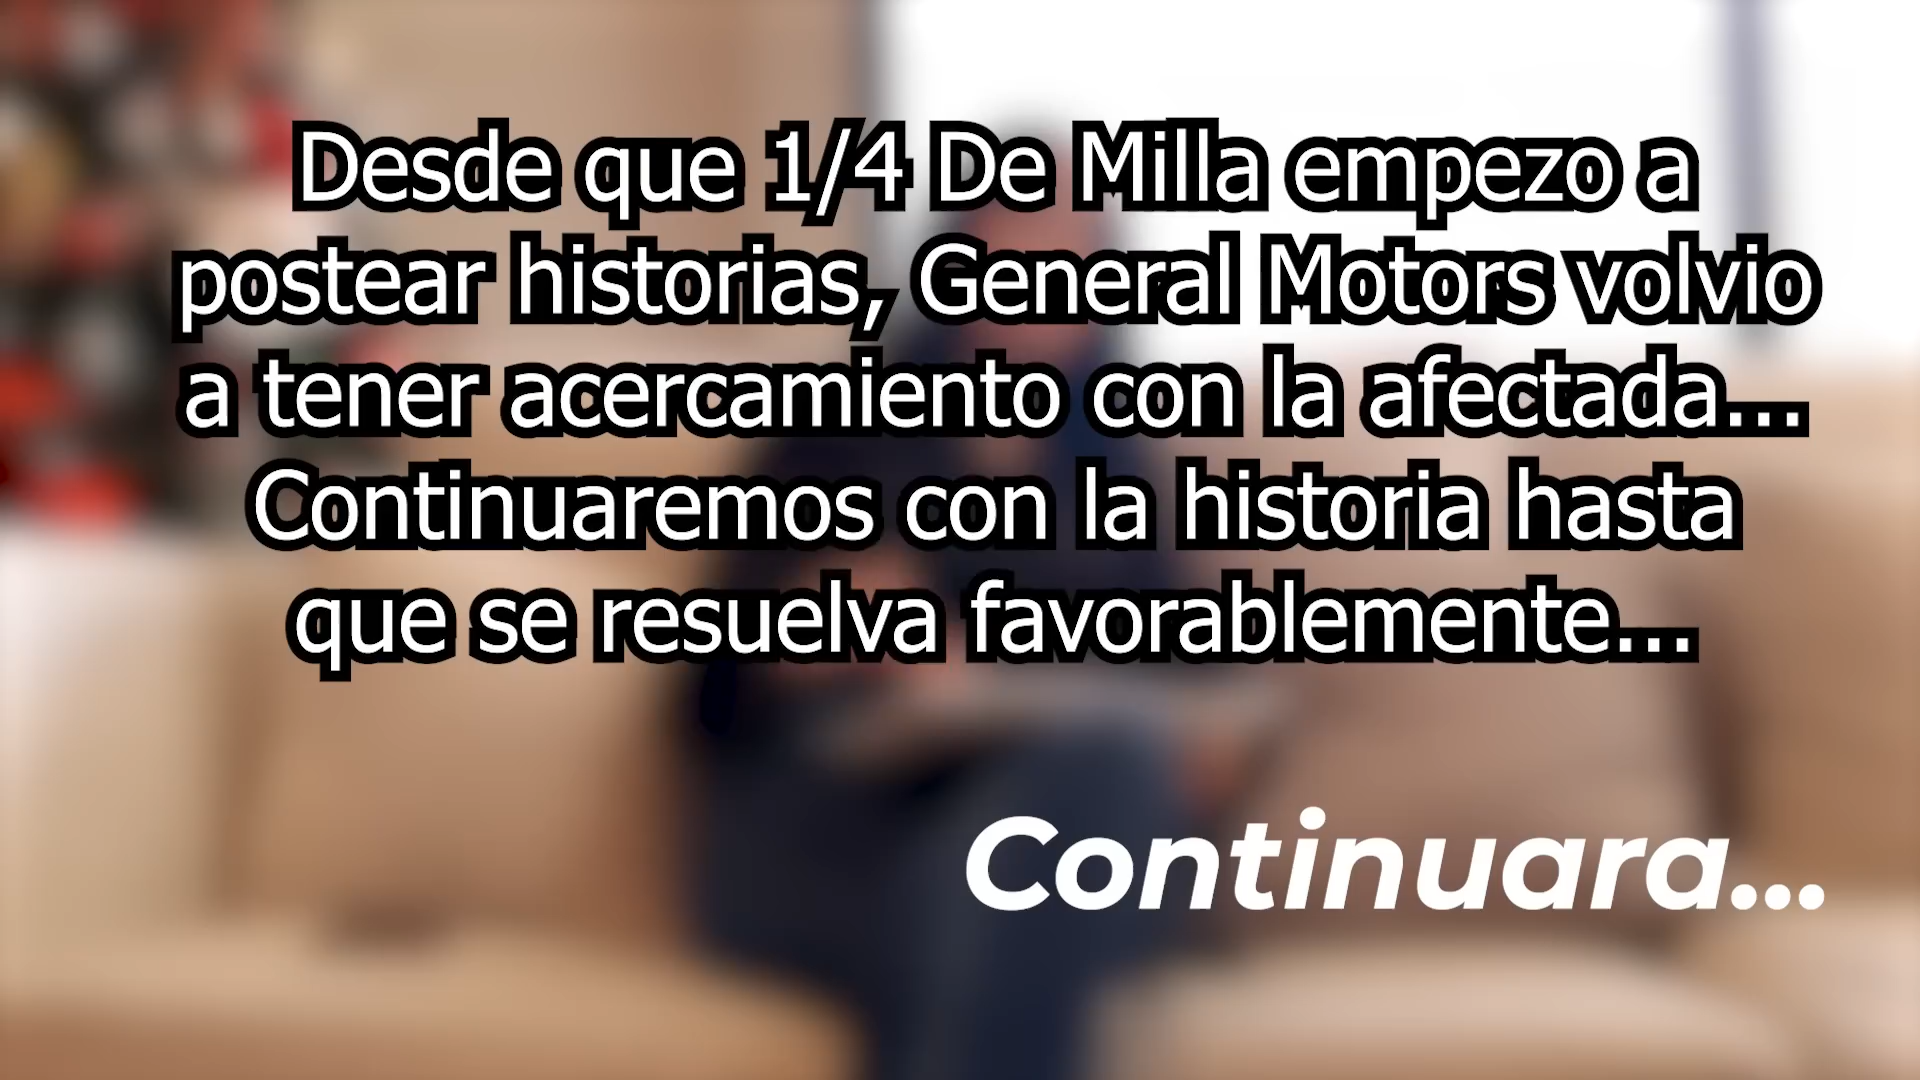 Desde que 1/4 De Milla empezo a
postear historias, General Motors volvio
a tener acercamiento con la afectada...
Continuaremos con la historia hasta
que se resuelva favorablemente...
Continuara...